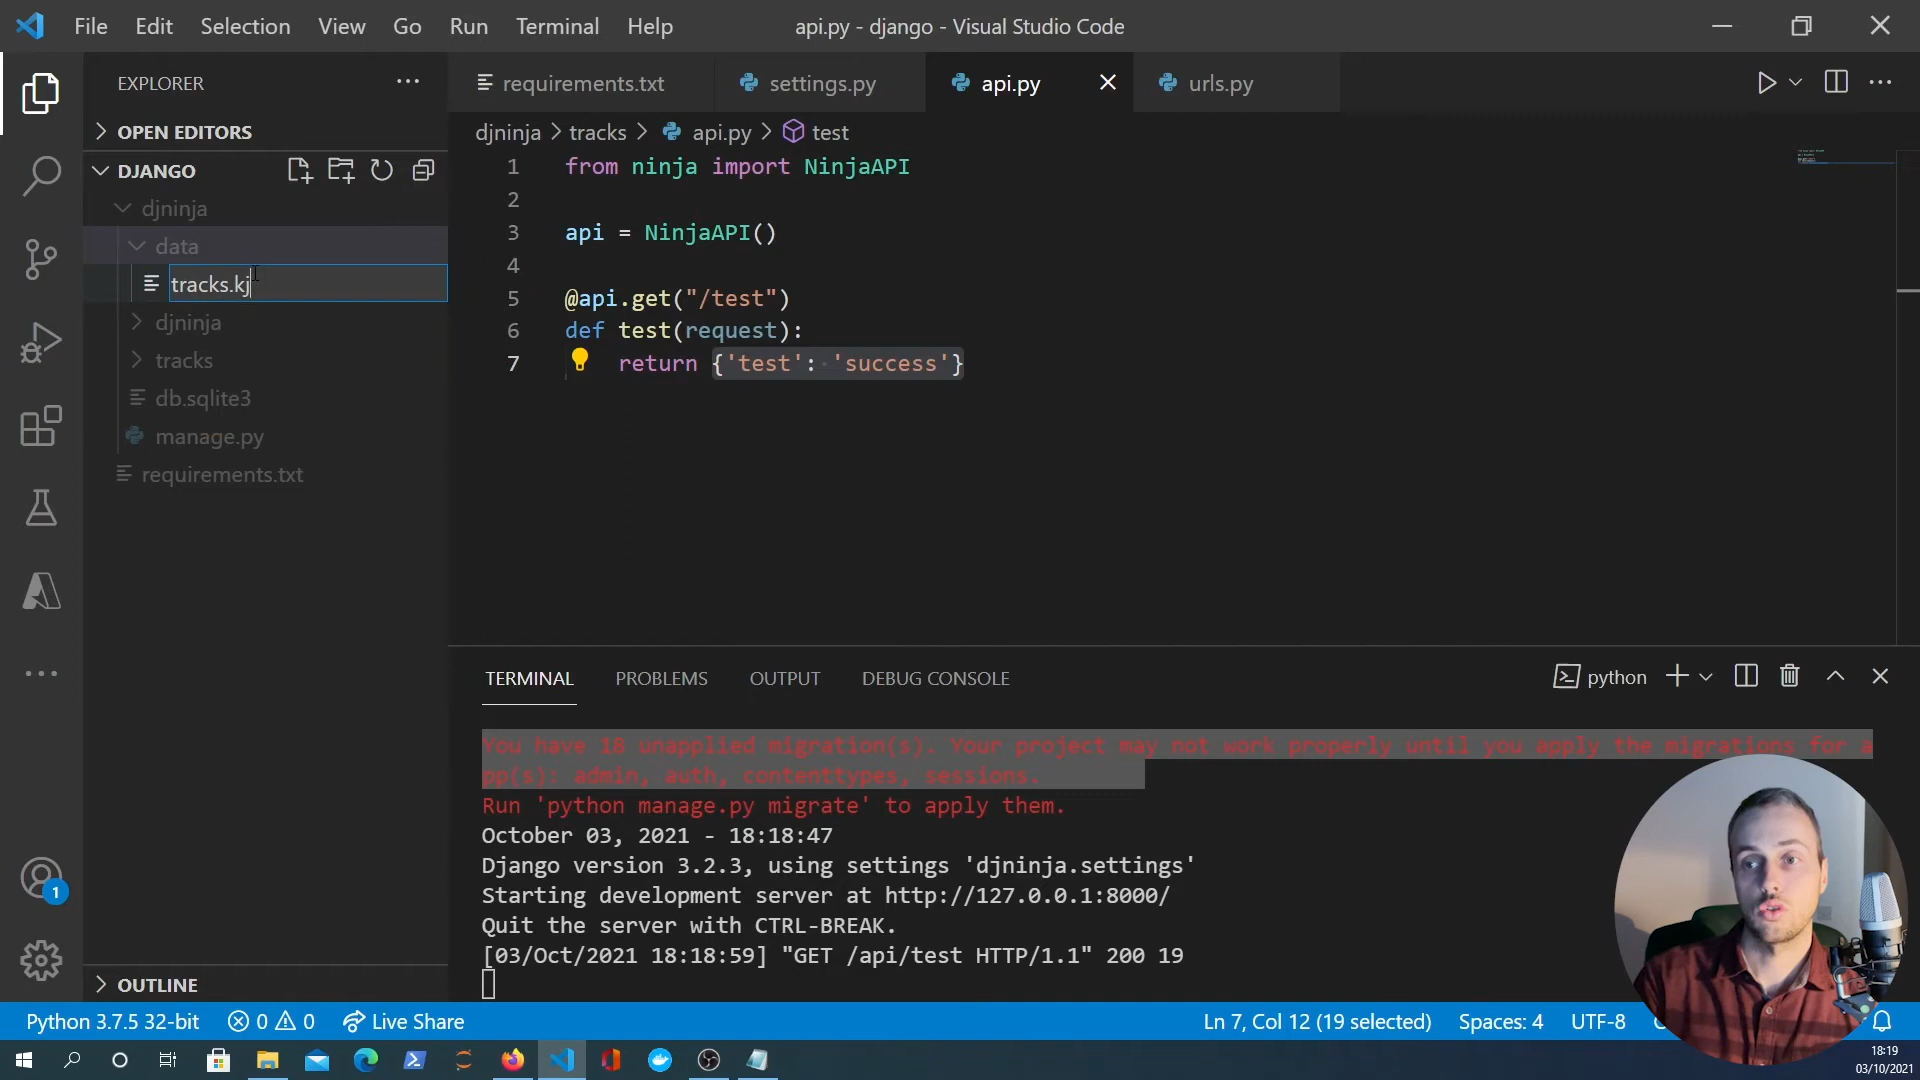 File Edit Selection View Go Run Terminal Help api.py - django - Visual Studio Code
EXPLORER
requirements.txt settings.py api.py urls.py
OPEN EDITORS
djninja > tracks > api.py > test
DJANGO
djninja
data
tracks.kj
djninja
tracks
db.sqlite3
manage.py
requirements.txt
OUTLINE
1 from ninja import NinjaAPI
2
3 api = NinjaAPI()
4
5 @api.get("/test")
6 def test(request):
7 return {'test': 'success'}
TERMINAL PROBLEMS OUTPUT DEBUG CONSOLE python
You have 18 unapplied migration(s). Your project may not work properly until you apply the migrations for a
pp(s): admin, auth, contenttypes, sessions.
Run 'python manage.py migrate' to apply them.
October 03, 2021 - 18:18:47
Django version 3.2.3, using settings 'djninja.settings'
Starting development server at http://127.0.0.1:8000/
Quit the server with CTRL-BREAK.
[03/Oct/2021 18:18:59] "GET /api/test HTTP/1.1" 200 19
1
Python 3.7.5 32-bit 0 0 Live Share Ln 7, Col 12 (19 selected) Spaces: 4 UTF-8
18:19
03/10/2021